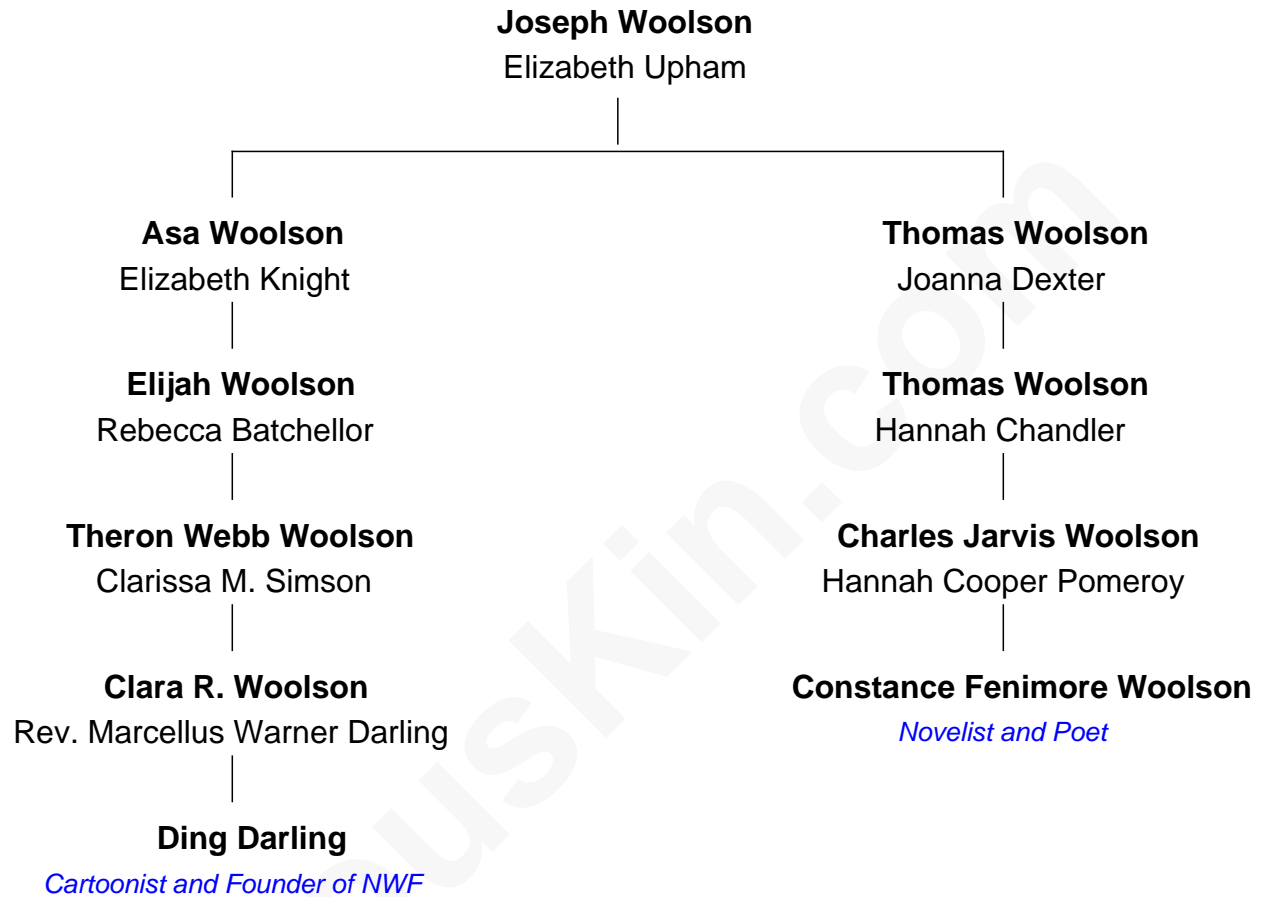 Joseph Woolson
Elizabeth Upham
Asa Woolson
Elizabeth Knight
Elijah Woolson
Rebecca Batchellor
Theron Webb Woolson
Clarissa M. Simson
Clara R. Woolson
Rev. Marcellus Warner Darling
Ding Darling
Cartoonist and Founder of NWF
Thomas Woolson
Joanna Dexter
Thomas Woolson
Hannah Chandler
Charles Jarvis Woolson
Hannah Cooper Pomeroy
Constance Fenimore Woolson
Novelist and Poet
ousKin.com